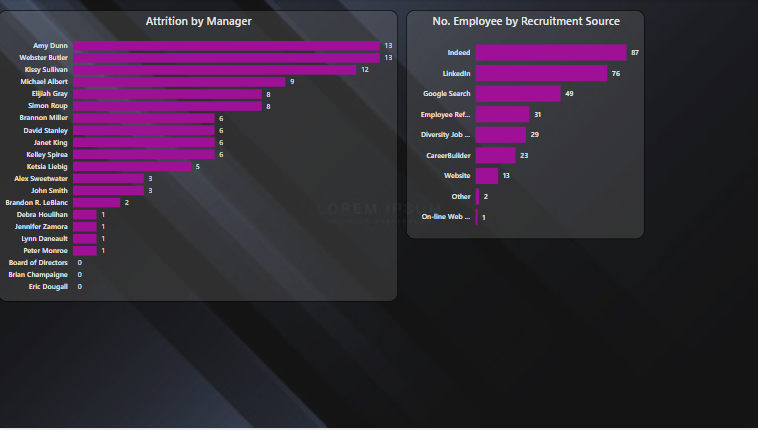 Attrition by Manager
Amy Dunn 13
Webster Butler 13
Kissy Sullivan 12
Michael Albert 9
Elijiah Gray 8
Simon Roup 8
Brannon Miller 6
David Stanley 6
Janet King 6
Kelley Spirea 6
Ketsia Liebig 5
Alex Sweetwater 3
John Smith 3
Brandon R. LeBlanc 2
Debra Houlihan 1
Jennifer Zamora 1
Lynn Daneault 1
Peter Monroe 1
Board of Directors 0
Brian Champaigne 0
Eric Dougall 0
No. Employee by Recruitment Source
Indeed 87
LinkedIn 76
Google Search 49
Employee Ref... 31
Diversity Job ... 29
CareerBuilder 23
Website 13
Other 2
On-line Web ... 1
LOREM IPSUM